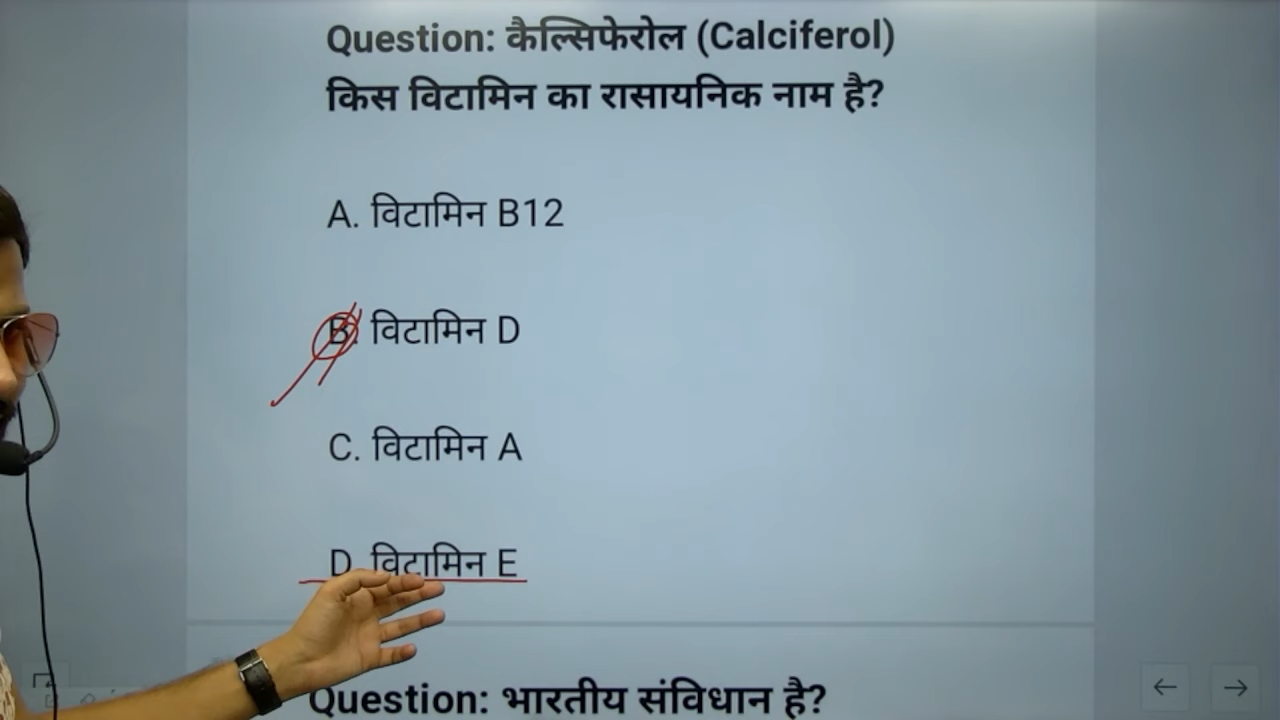 Question: कैल्सिफेरोल (Calciferol)
किस विटामिन का रासायनिक नाम है?
A. विटामिन B12
B. विटामिन D
C. विटामिन A
D. विटामिन E
Question: भारतीय संविधान है?